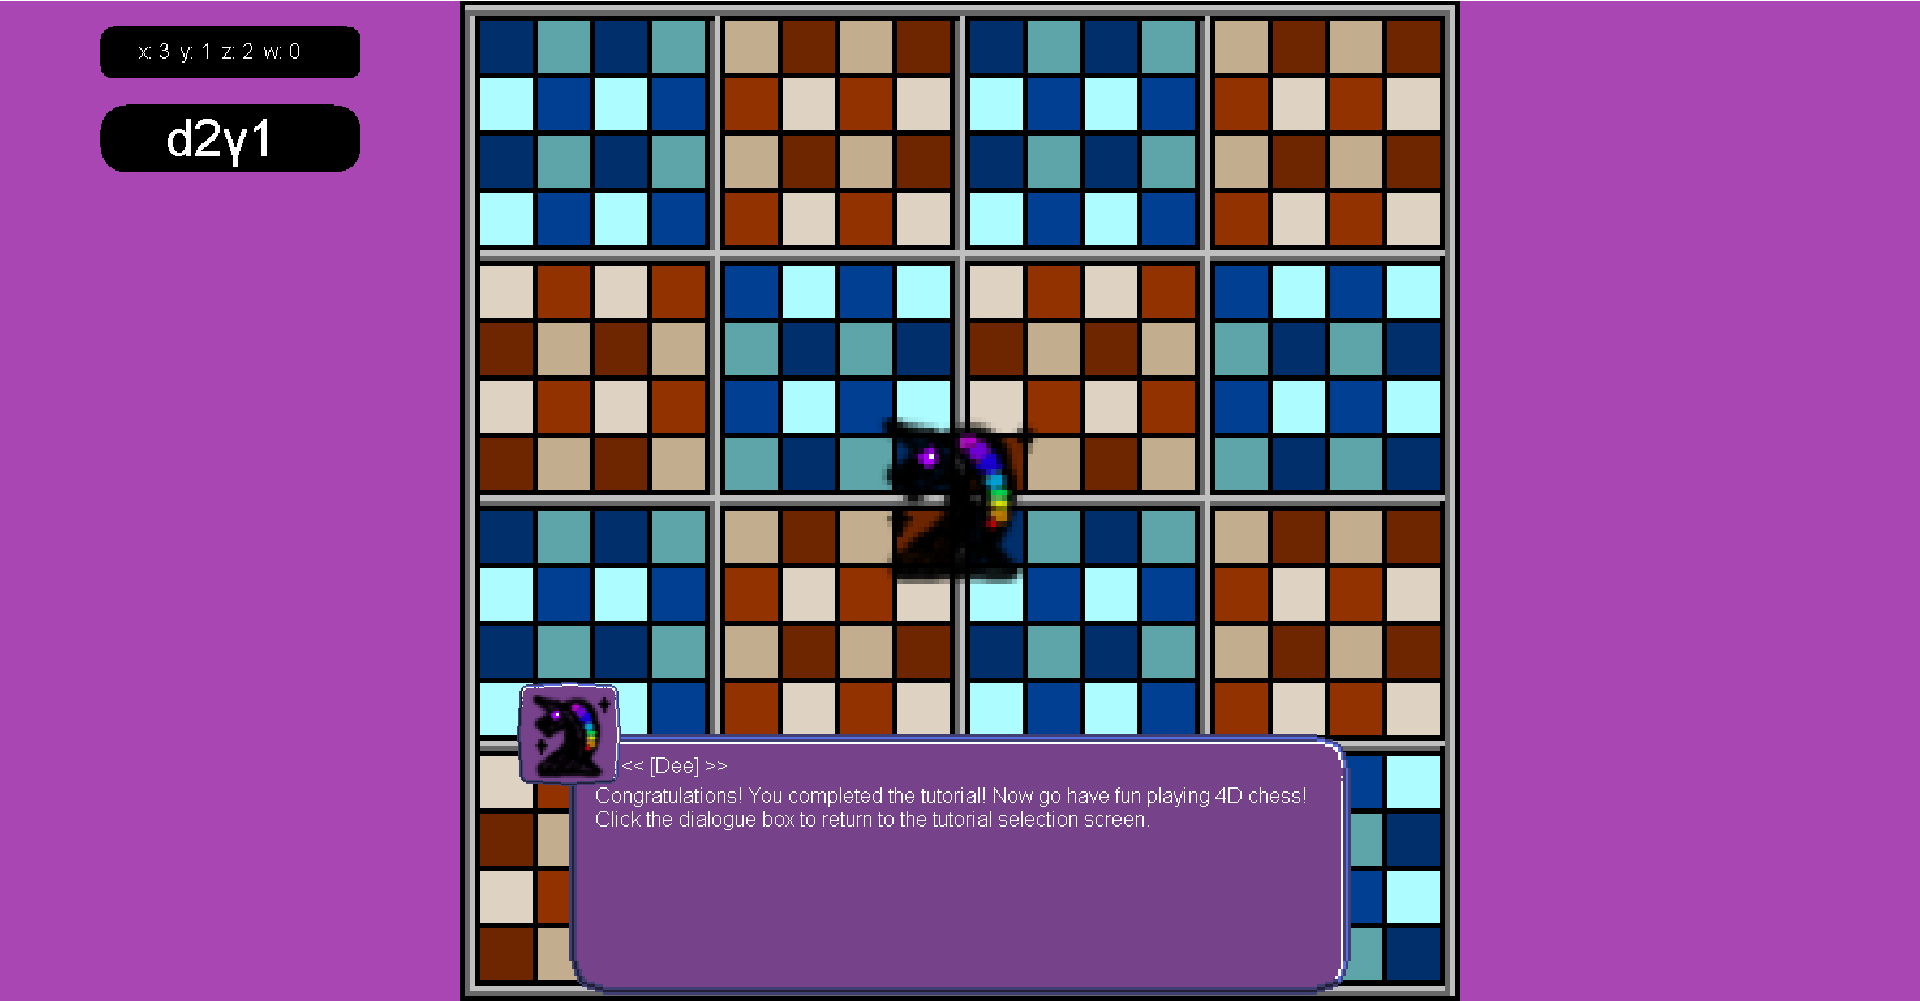 x: 3 y: 1 z: 2 w: 0
d2γ1
<< [Dee] >>
Congratulations! You completed the tutorial! Now go have fun playing 4D chess!
Click the dialogue box to return to the tutorial selection screen.